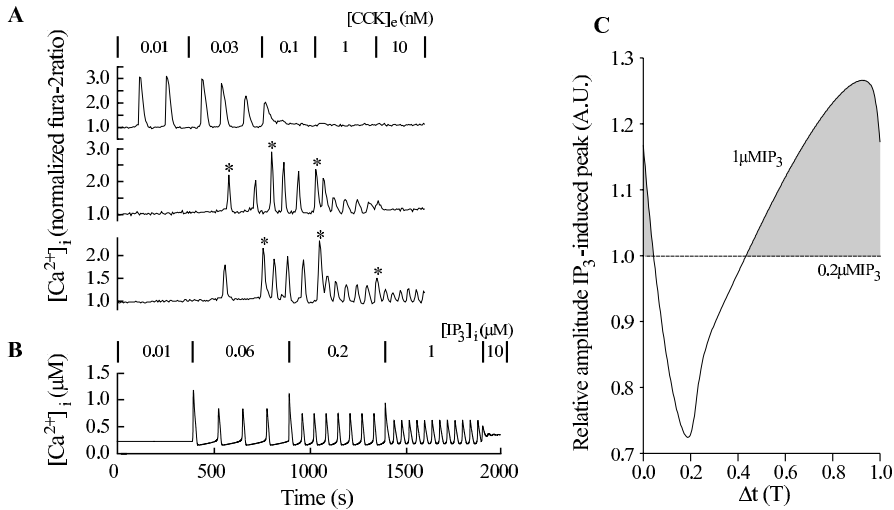 A
[CCK]e (nM)
0.01 0.03 0.1 1 10
[Ca2+]i (normalized fura-2ratio)
3.0
2.0
1.0
3.0
* * *
2.0
1.0
* * *
2.0
1.0
B
[IP3]i (μM)
0.01 0.06 0.2 1 10
[Ca2+]i (μM)
1.5
1.0
0.5
0.0
0 500 1000 1500 2000
Time (s)
C
Relative amplitude IP3-induced peak (A.U.)
1.3
1.2
1.1
1.0
0.9
0.8
0.7
1μMIP3
0.2μMIP3
0.0 0.2 0.4 0.6 0.8 1.0
Δt (T)